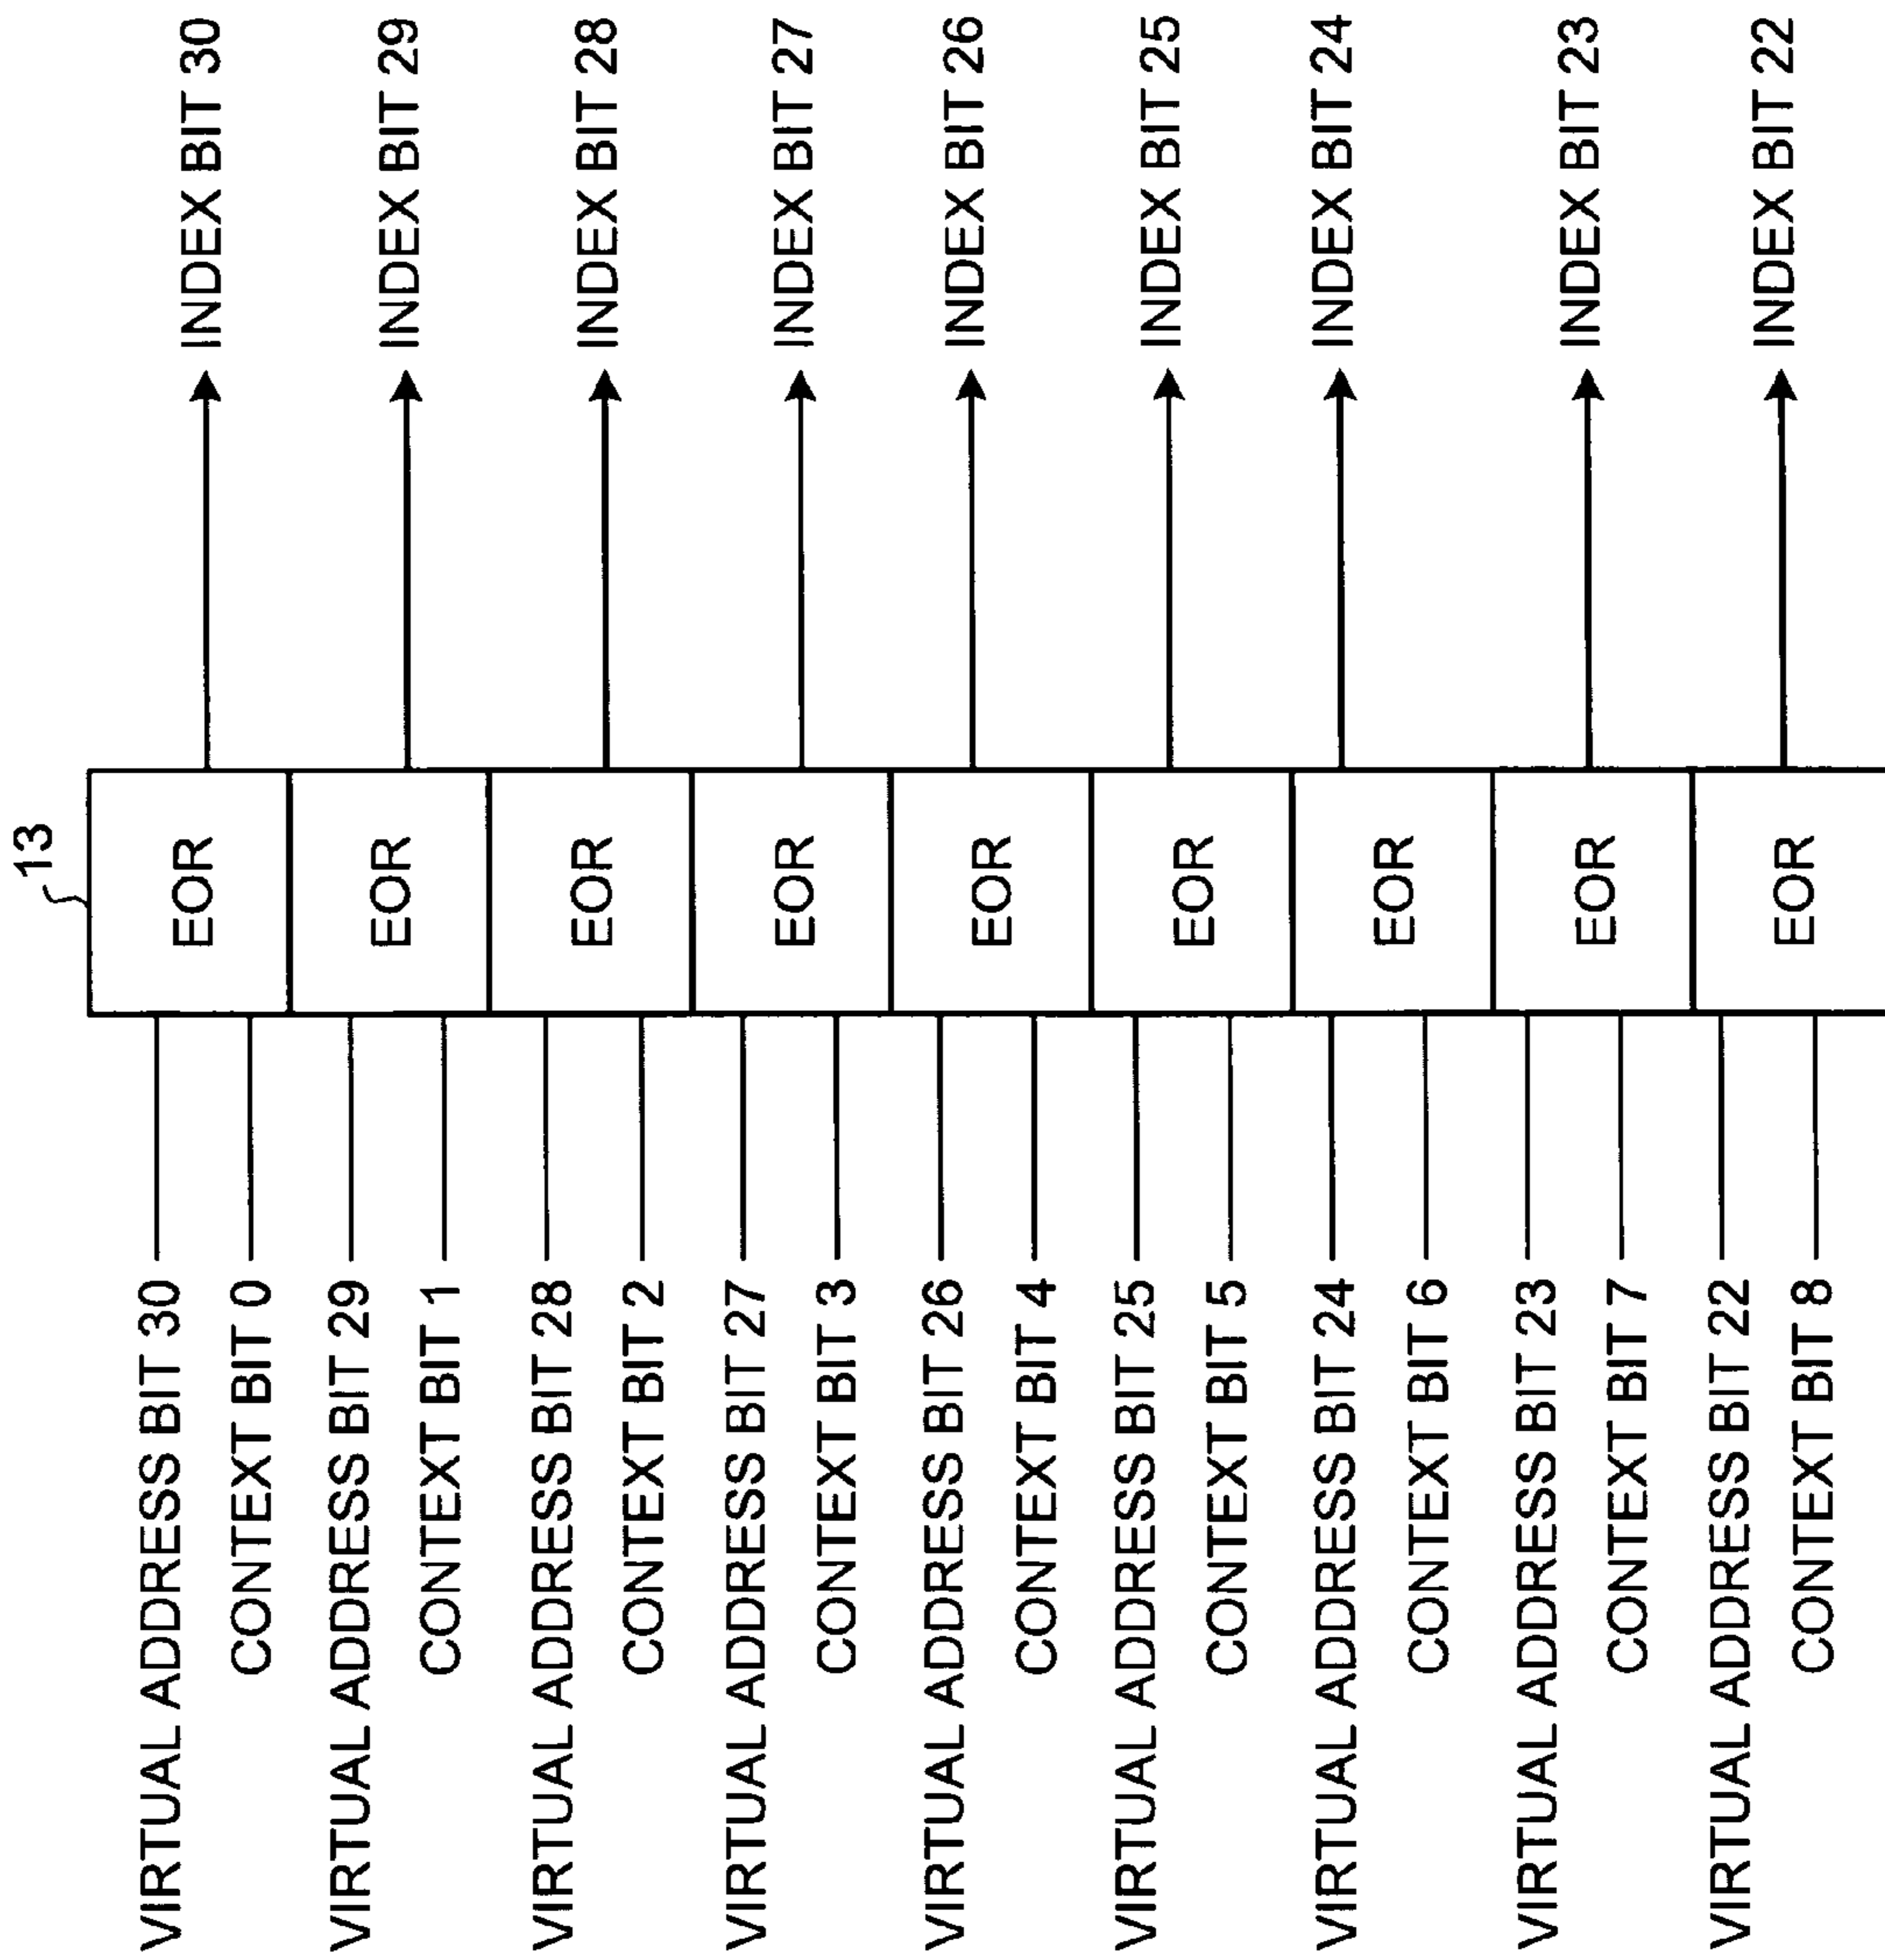 13
VIRTUAL ADDRESS BIT 30
CONTEXT BIT 0
EOR
INDEX BIT 30
VIRTUAL ADDRESS BIT 29
CONTEXT BIT 1
EOR
INDEX BIT 29
VIRTUAL ADDRESS BIT 28
CONTEXT BIT 2
EOR
INDEX BIT 28
VIRTUAL ADDRESS BIT 27
CONTEXT BIT 3
EOR
INDEX BIT 27
VIRTUAL ADDRESS BIT 26
CONTEXT BIT 4
EOR
INDEX BIT 26
VIRTUAL ADDRESS BIT 25
CONTEXT BIT 5
EOR
INDEX BIT 25
VIRTUAL ADDRESS BIT 24
CONTEXT BIT 6
EOR
INDEX BIT 24
VIRTUAL ADDRESS BIT 23
CONTEXT BIT 7
EOR
INDEX BIT 23
VIRTUAL ADDRESS BIT 22
CONTEXT BIT 8
EOR
INDEX BIT 22